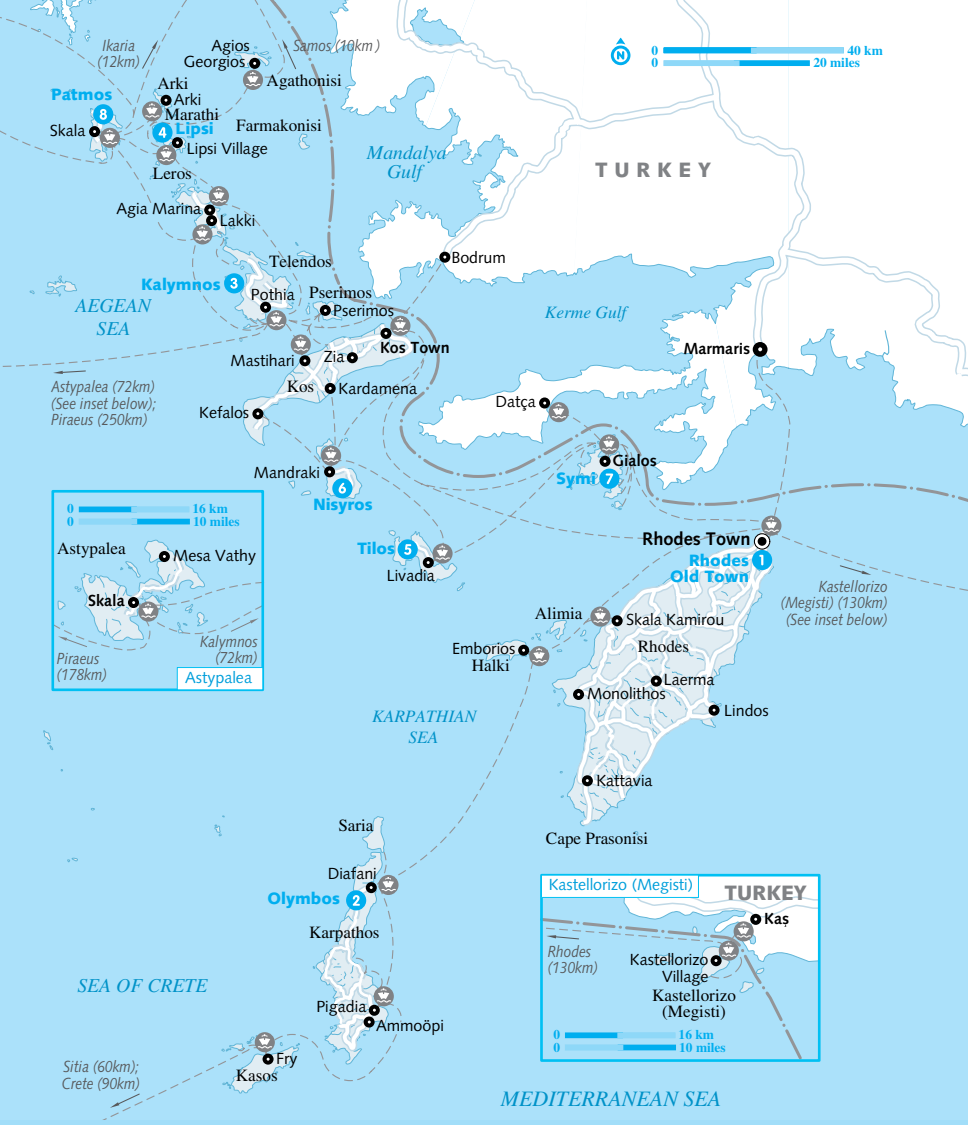 Ikaria
(12km)
Agios
Georgios
Samos (10km)
Agathonisi
N
0
40 km
0
20 miles
Patmos
8
Skala
Arki
Arki
Marathi
4
Lipsi
Lipsi Village
Farmakonisi
Leros
Mandalya
Gulf
TURKEY
Agia Marina
Lakki
Telendos
Bodrum
Kalymnos
3
Pothia
Pserimos
Pserimos
AEGEAN
SEA
Kerme Gulf
Kos Town
Mastihari
Zia
Kos
Kardamena
Kefalos
Marmaris
Astypalea (72km)
(See inset below);
Piraeus (250km)
Datça
Mandraki
6
Nisyros
Gialos
Symi
7
0
16 km
0
10 miles
Astypalea
Mesa Vathy
Skala
Kalymnos
(72km)
Piraeus
(178km)
Astypalea
Tilos
5
Livadia
Rhodes Town
Rhodes
Old Town
1
Kastellorizo
(Megisti) (130km)
(See inset below)
Alimia
Skala Kamirou
Emborios
Halki
Rhodes
Laerma
Monolithos
Lindos
KARPATHIAN
SEA
Kattavia
Cape Prasonisi
Saria
Diafani
Olymbos
2
Karpathos
SEA OF CRETE
Pigadia
Ammoöpi
Fry
Kasos
Sitia (60km);
Crete (90km)
Kastellorizo (Megisti)
TURKEY
Kaş
Rhodes
(130km)
Kastellorizo
Village
Kastellorizo
(Megisti)
0
16 km
0
10 miles
MEDITERRANEAN SEA